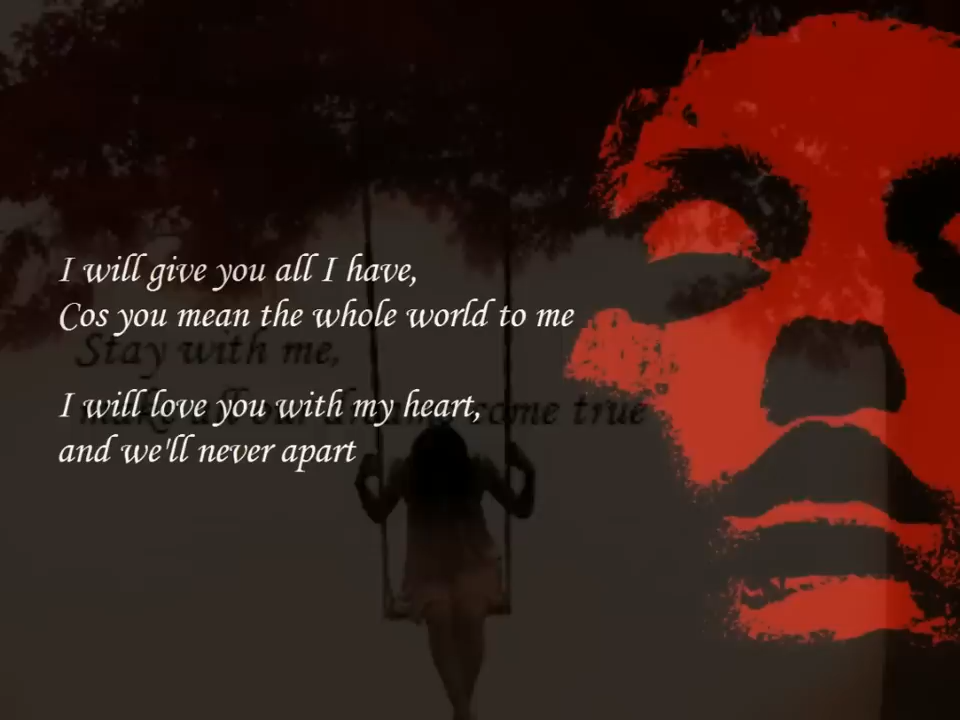 I will give you all I have,
Cos you mean the whole world to me
Stay with me,
I will love you with my heart,
make all our dreams come true
and we'll never apart